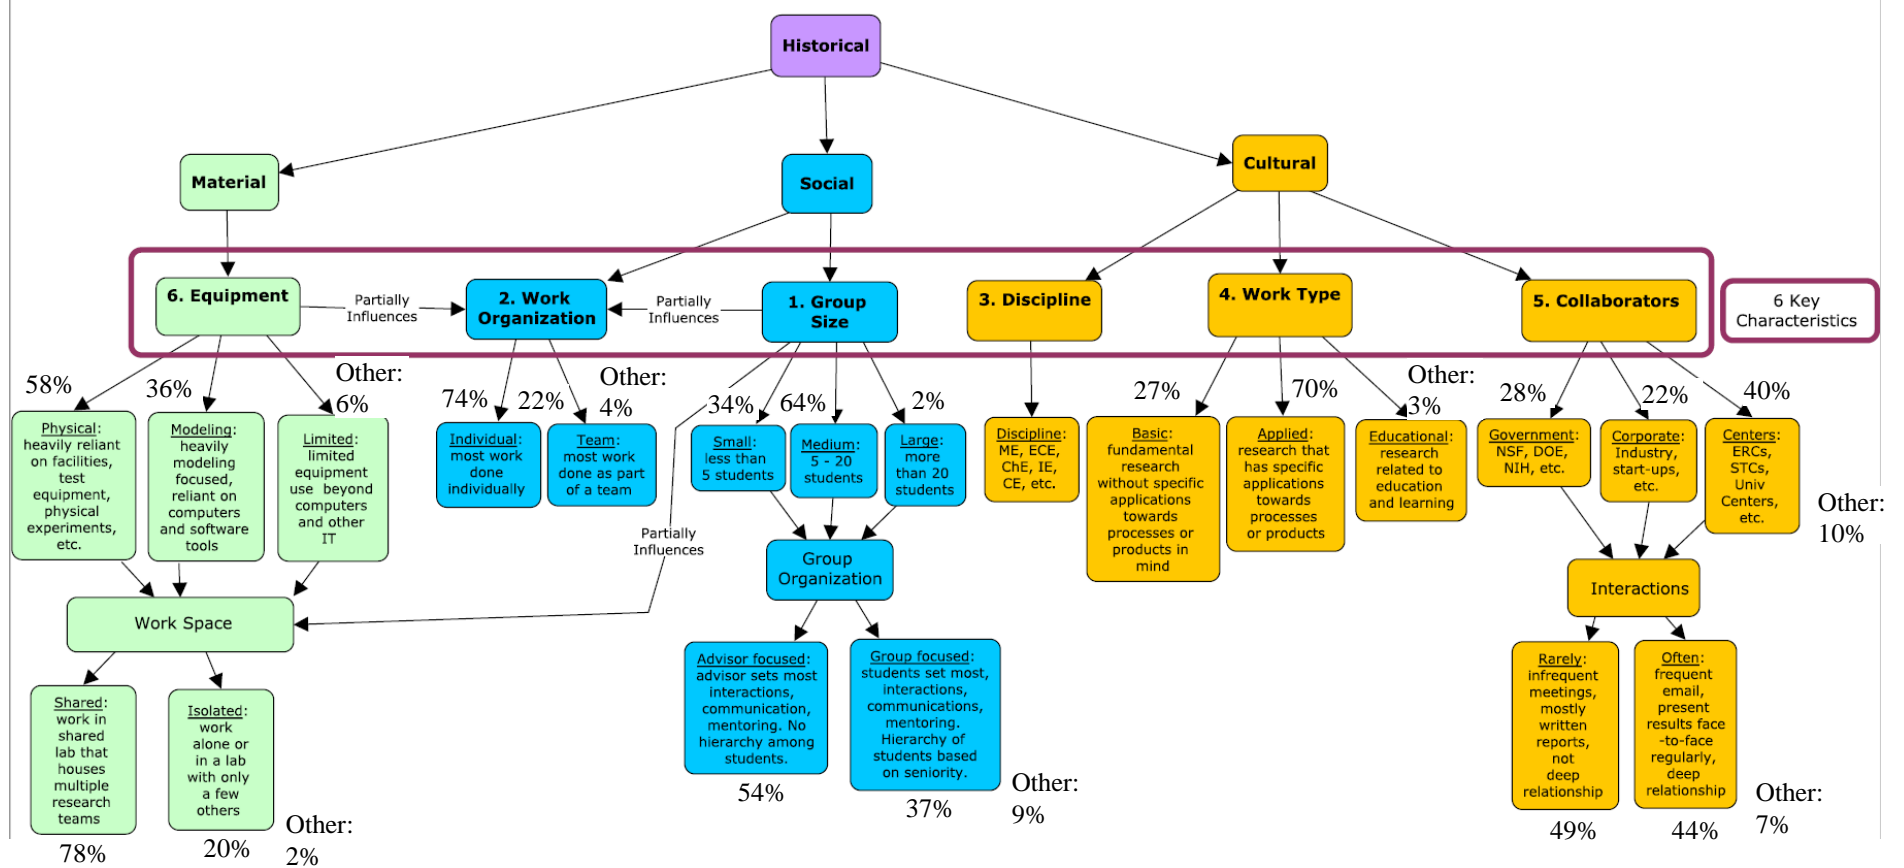 Historical
Material
Social
Cultural
6. Equipment
Partially
Influences
2. Work
Organization
Partially
Influences
1. Group
Size
3. Discipline
4. Work Type
5. Collaborators
6 Key
Characteristics
58%
36%
Other:
6%
74%
22%
Other:
4%
34%
64%
2%
27%
70%
Other:
3%
28%
22%
40%
Physical:
heavily reliant
on facilities,
test
equipment,
physical
experiments,
etc.
Modeling:
heavily
modeling
focused,
reliant on
computers
and software
tools
Limited:
limited
equipment
use beyond
computers
and other
IT
Individual:
most work
done
individually
Team:
most work
done as part
of a team
Small:
less than
5 students
Medium:
5 - 20
students
Large:
more
than 20
students
Discipline:
ME, ECE,
ChE, IE,
CE, etc.
Basic:
fundamental
research
without specific
applications
towards
processes or
products in
mind
Applied:
research that
has specific
applications
towards
processes
or products
Educational:
research
related to
education
and learning
Government:
NSF, DOE,
NIH, etc.
Corporate:
Industry,
start-ups,
etc.
Centers:
ERCs,
STCs,
Univ
Centers,
etc.
Other:
10%
Partially
Influences
Work Space
Group
Organization
Interactions
Shared:
work in
shared
lab that
houses
multiple
research
teams
78%
Isolated:
work
alone or
in a lab
with only
a few
others
20%
Other:
2%
Advisor focused:
advisor sets most
interactions,
communication,
mentoring. No
hierarchy among
students.
54%
Group focused:
students set most,
interactions,
communications,
mentoring.
Hierarchy of
students based
on seniority.
37%
Other:
9%
Rarely:
infrequent
meetings,
mostly
written
reports,
not
deep
relationship
49%
Often:
frequent
email,
present
results face
-to-face
regularly,
deep
relationship
44%
Other:
7%